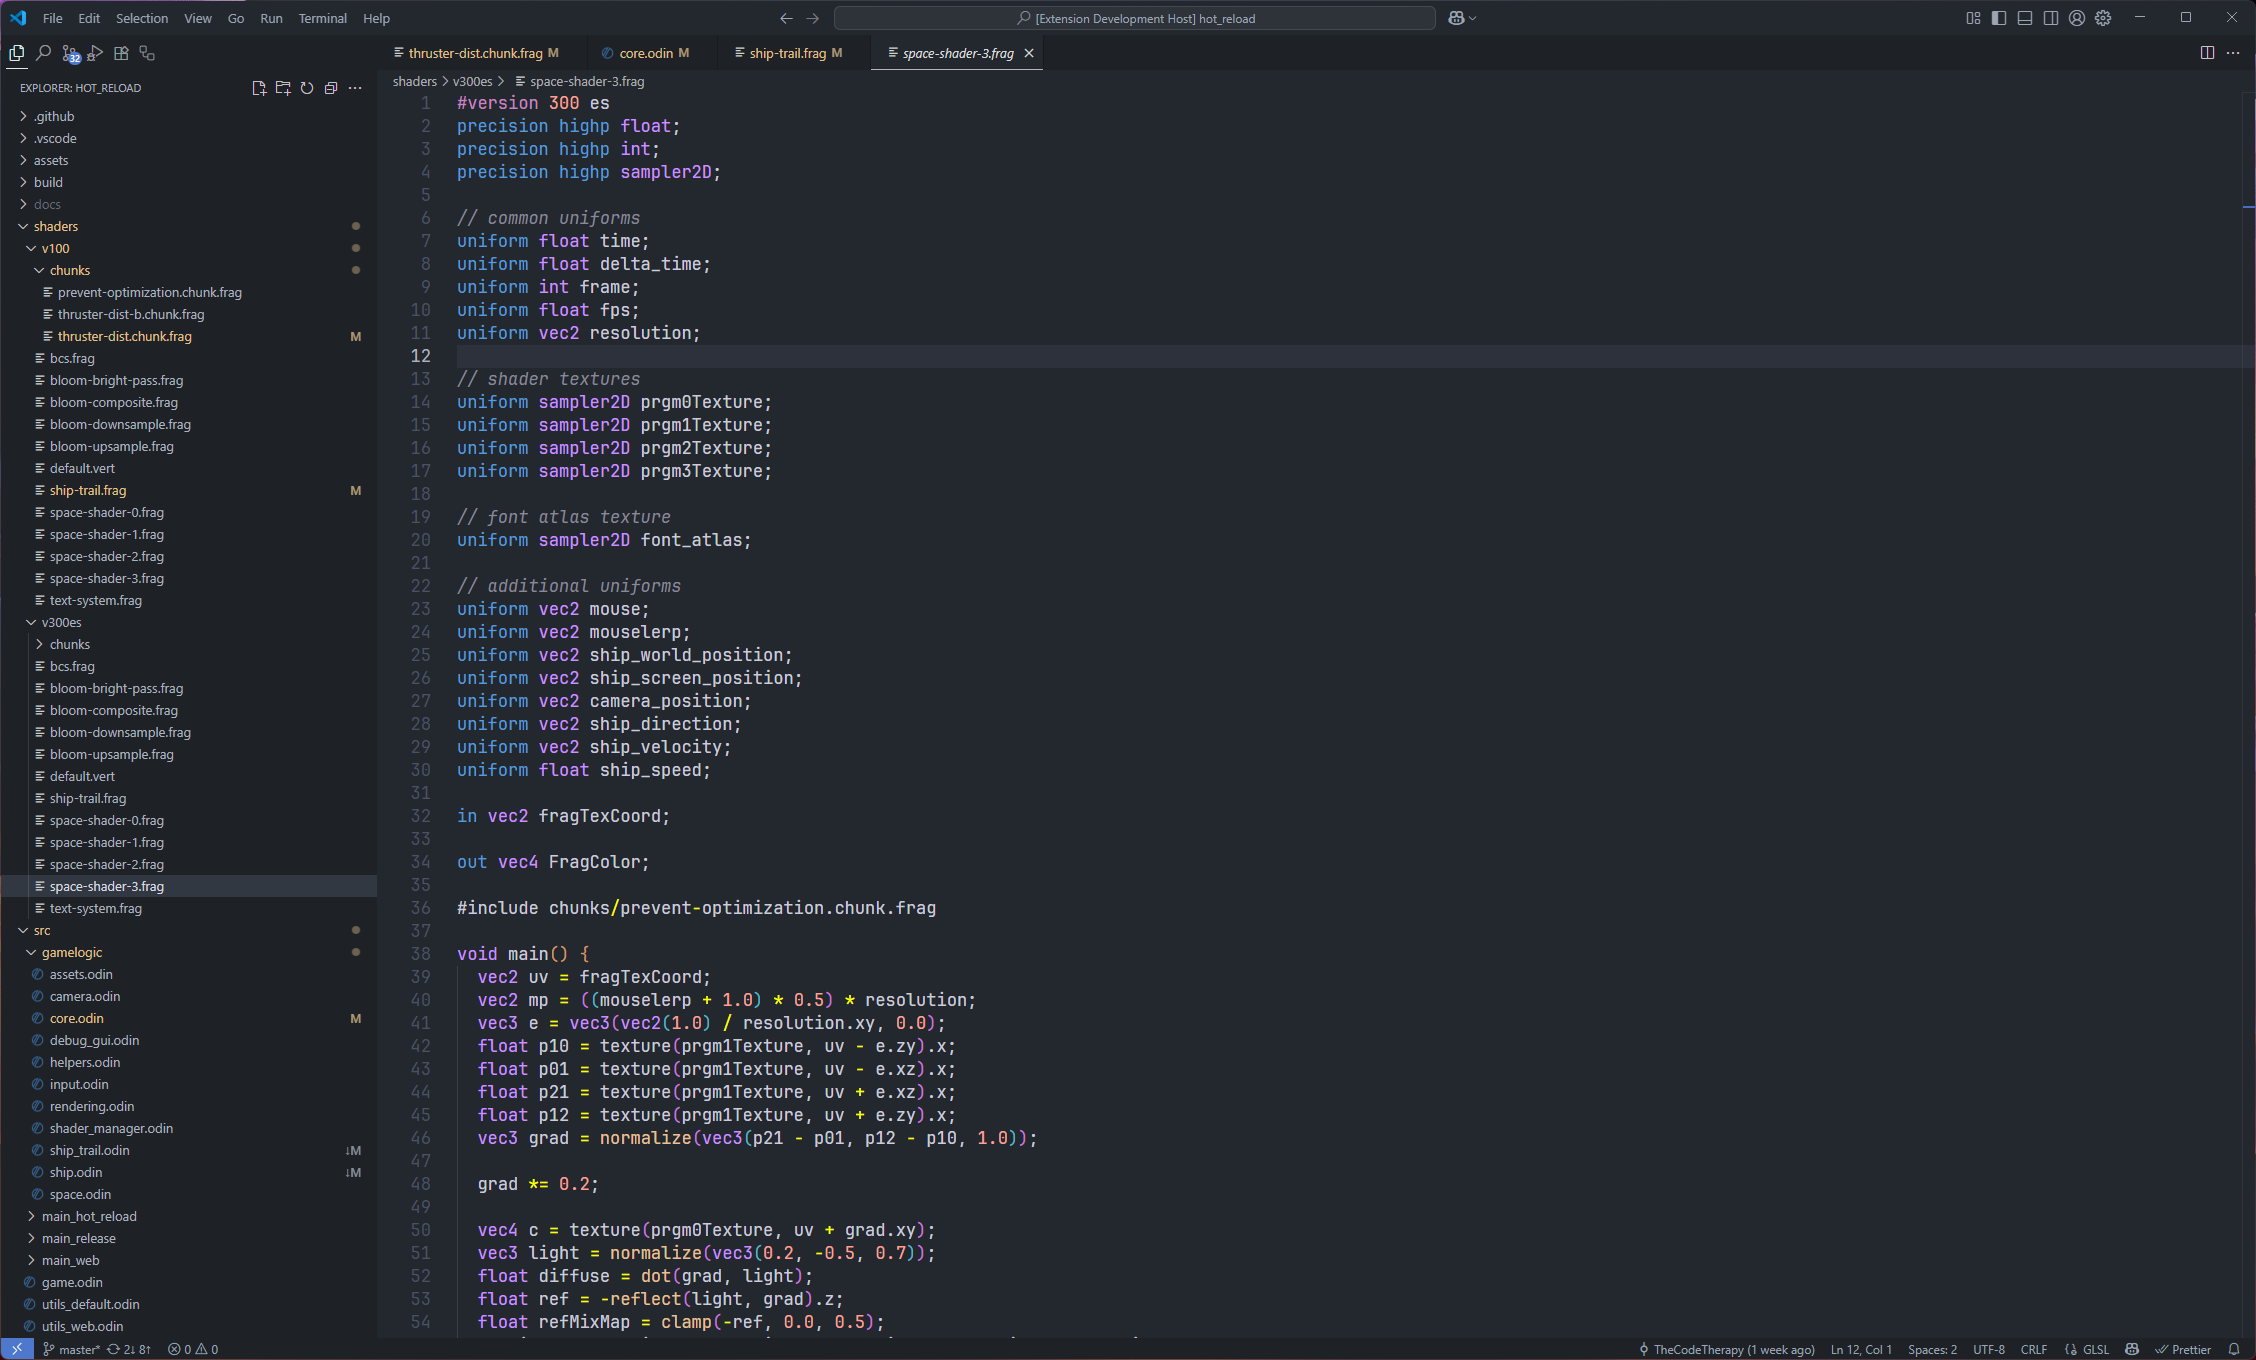 File Edit Selection View Go Run Terminal Help
[Extension Development Host] hot_reload
32
thruster-dist.chunk.frag M
core.odin M
ship-trail.frag M
space-shader-3.frag
EXPLORER: HOT_RELOAD
.github
.vscode
assets
build
docs
shaders
v100
chunks
prevent-optimization.chunk.frag
thruster-dist-b.chunk.frag
thruster-dist.chunk.frag M
bcs.frag
bloom-bright-pass.frag
bloom-composite.frag
bloom-downsample.frag
bloom-upsample.frag
default.vert
ship-trail.frag M
space-shader-0.frag
space-shader-1.frag
space-shader-2.frag
space-shader-3.frag
text-system.frag
v300es
chunks
bcs.frag
bloom-bright-pass.frag
bloom-composite.frag
bloom-downsample.frag
bloom-upsample.frag
default.vert
ship-trail.frag
space-shader-0.frag
space-shader-1.frag
space-shader-2.frag
space-shader-3.frag
text-system.frag
src
gamelogic
assets.odin
camera.odin
core.odin M
debug_gui.odin
helpers.odin
input.odin
rendering.odin
shader_manager.odin
ship_trail.odin ↓M
ship.odin ↓M
space.odin
main_hot_reload
main_release
main_web
game.odin
utils_default.odin
utils_web.odin
shaders > v300es > space-shader-3.frag
1 #version 300 es
2 precision highp float;
3 precision highp int;
4 precision highp sampler2D;
5
6 // common uniforms
7 uniform float time;
8 uniform float delta_time;
9 uniform int frame;
10 uniform float fps;
11 uniform vec2 resolution;
12
13 // shader textures
14 uniform sampler2D prgm0Texture;
15 uniform sampler2D prgm1Texture;
16 uniform sampler2D prgm2Texture;
17 uniform sampler2D prgm3Texture;
18
19 // font atlas texture
20 uniform sampler2D font_atlas;
21
22 // additional uniforms
23 uniform vec2 mouse;
24 uniform vec2 mouselerp;
25 uniform vec2 ship_world_position;
26 uniform vec2 ship_screen_position;
27 uniform vec2 camera_position;
28 uniform vec2 ship_direction;
29 uniform vec2 ship_velocity;
30 uniform float ship_speed;
31
32 in vec2 fragTexCoord;
33
34 out vec4 FragColor;
35
36 #include chunks/prevent-optimization.chunk.frag
37
38 void main() {
39 vec2 uv = fragTexCoord;
40 vec2 mp = ((mouselerp + 1.0) * 0.5) * resolution;
41 vec3 e = vec3(vec2(1.0) / resolution.xy, 0.0);
42 float p10 = texture(prgm1Texture, uv - e.zy).x;
43 float p01 = texture(prgm1Texture, uv - e.xz).x;
44 float p21 = texture(prgm1Texture, uv + e.xz).x;
45 float p12 = texture(prgm1Texture, uv + e.zy).x;
46 vec3 grad = normalize(vec3(p21 - p01, p12 - p10, 1.0));
47
48 grad *= 0.2;
49
50 vec4 c = texture(prgm0Texture, uv + grad.xy);
51 vec3 light = normalize(vec3(0.2, -0.5, 0.7));
52 float diffuse = dot(grad, light);
53 float ref = -reflect(light, grad).z;
54 float refMixMap = clamp(-ref, 0.0, 0.5);
master* 2↓ 8↑ 0 0
TheCodeTherapy (1 week ago) Ln 12, Col 1 Spaces: 2 UTF-8 CRLF {} GLSL Prettier